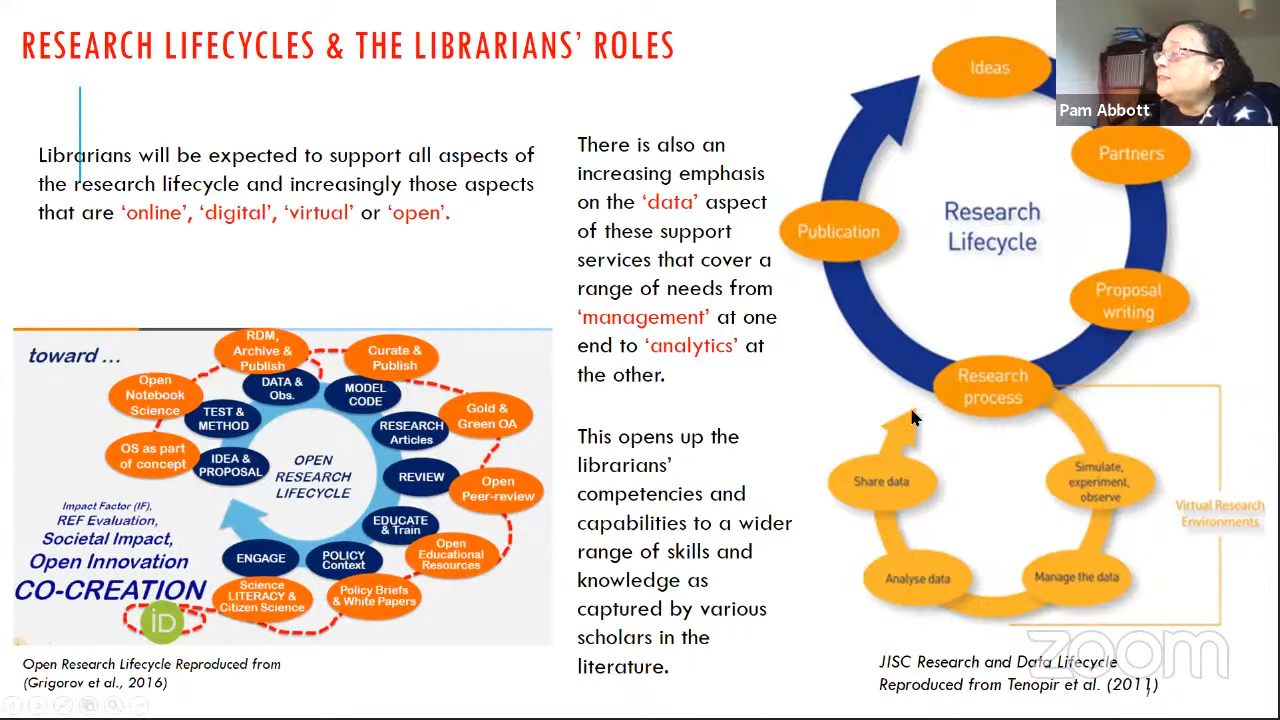 RESEARCH LIFECYCLES & THE LIBRARIANS' ROLES
Librarians will be expected to support all aspects of
the research lifecycle and increasingly those aspects
that are 'online', 'digital', 'virtual' or 'open'.
toward ...
RDM,
Archive &
Publish
Curate &
Publish
Open
Notebook
Science
DATA &
Obs.
MODEL
CODE
TEST &
METHOD
RESEARCH
Articles
Gold &
Green OA
OS as part
of concept
IDEA &
PROPOSAL
OPEN
RESEARCH
LIFECYCLE
REVIEW
Open
Peer-review
EDUCATE
& Train
Open
Educational
Resources
ENGAGE
POLICY
Context
Science
LITERACY &
Citizen Science
Policy Briefs
& White Papers
Impact Factor (IF),
REF Evaluation,
Societal Impact,
Open Innovation
CO-CREATION
iD
Open Research Lifecycle Reproduced from
(Grigorov et al., 2016)
There is also an
increasing emphasis
on the 'data' aspect
of these support
services that cover a
range of needs from
'management' at one
end to 'analytics' at
the other.
This opens up the
librarians'
competencies and
capabilities to a wider
range of skills and
knowledge as
captured by various
scholars in the
literature.
Ideas
Partners
Research
Lifecycle
Publication
Proposal
writing
Research
process
Share data
Simulate,
experiment,
observe
Analyse data
Manage the data
Virtual Research
Environments
JISC Research and Data Lifecycle
Reproduced from Tenopir et al. (2011)
Pam Abbott
zoom